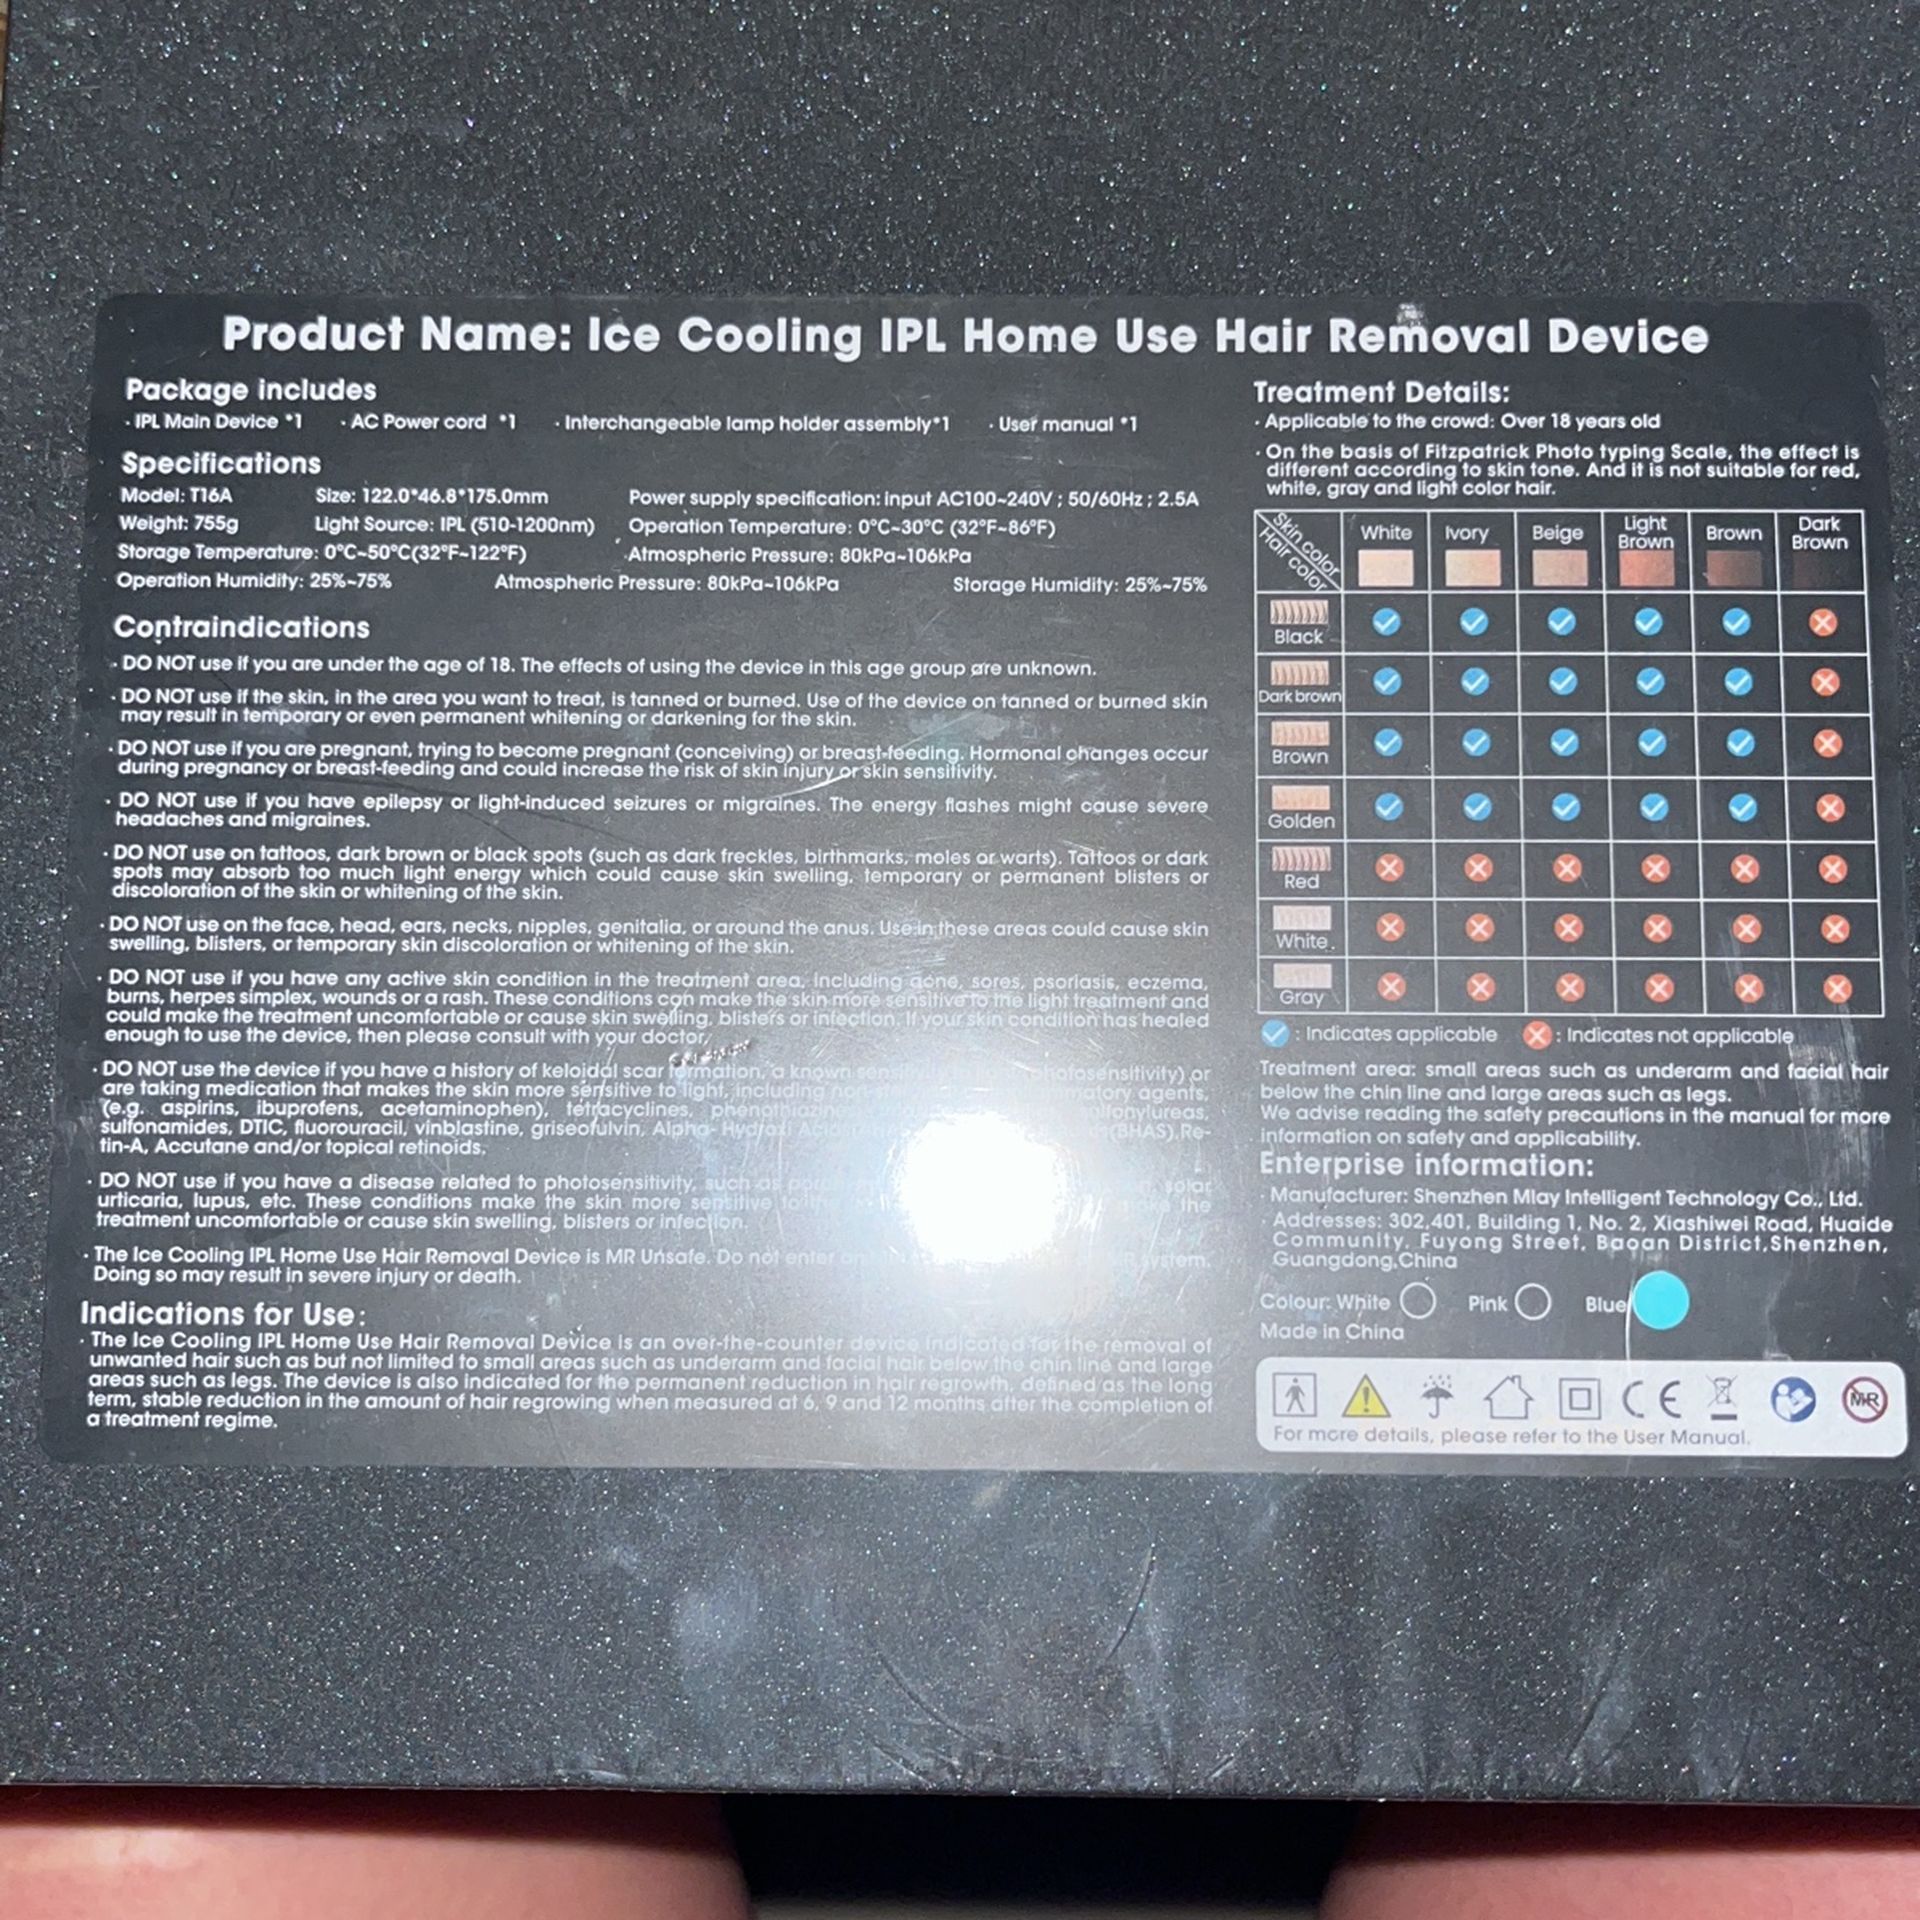 Product Name: Ice Cooling IPL Home Use Hair Removal Device
Package includes
· IPL Main Device *1 · AC Power cord *1 · Interchangeable lamp holder assembly*1 · User manual *1
Specifications
Model: T16A Size: 122.0*46.8*175.0mm Power supply specification: input AC100~240V ; 50/60Hz ; 2.5A
Weight: 755g Light Source: IPL (510-1200nm) Operation Temperature: 0°C~30°C (32°F~86°F)
Storage Temperature: 0°C~50°C(32°F~122°F) Atmospheric Pressure: 80kPa~106kPa
Operation Humidity: 25%~75% Atmospheric Pressure: 80kPa~106kPa Storage Humidity: 25%~75%
Contraindications
· DO NOT use if you are under the age of 18. The effects of using the device in this age group are unknown.
· DO NOT use if the skin, in the area you want to treat, is tanned or burned. Use of the device on tanned or burned skin
may result in temporary or even permanent whitening or darkening for the skin.
· DO NOT use if you are pregnant, trying to become pregnant (conceiving) or breast-feeding. Hormonal changes occur
during pregnancy or breast-feeding and could increase the risk of skin injury or skin sensitivity.
· DO NOT use if you have epilepsy or light-induced seizures or migraines. The energy flashes might cause severe
headaches and migraines.
· DO NOT use on tattoos, dark brown or black spots (such as dark freckles, birthmarks, moles or warts). Tattoos or dark
spots may absorb too much light energy which could cause skin swelling, temporary or permanent blisters or
discoloration of the skin or whitening of the skin.
· DO NOT use on the face, head, ears, necks, nipples, genitalia, or around the anus. Use in these areas could cause skin
swelling, blisters, or temporary skin discoloration or whitening of the skin.
· DO NOT use if you have any active skin condition in the treatment area, including acne, sores, psoriasis, eczema,
burns, herpes simplex, wounds or a rash. These conditions can make the skin more sensitive to the light treatment and
could make the treatment uncomfortable or cause skin swelling, blisters or infection. If your skin condition has healed
enough to use the device, then please consult with your doctor.
· DO NOT use the device if you have a history of keloidal scar formation, a known photosensitivity) or
are taking medication that makes the skin more sensitive to light, including agents,
(e.g. aspirins, ibuprofens, acetaminophen), tetracyclines, sulfonylureas,
sulfonamides, DTIC, fluorouracil, vinblastine, griseofulvin, Alpha-Hydroxi (BHAS),Re-
tin-A, Accutane and/or topical retinoids.
· DO NOT use if you have a disease related to photosensitivity, such as solar
urticaria, lupus, etc. These conditions make the skin more sensitive to the make the
treatment uncomfortable or cause skin swelling, blisters or infection.
· The Ice Cooling IPL Home Use Hair Removal Device is MR Unsafe. Do not enter system.
Doing so may result in severe injury or death.
Indications for Use:
· The Ice Cooling IPL Home Use Hair Removal Device Is an over-the-counter device indicated for the removal of
unwanted hair such as but not limited to small areas such as underarm and facial hair below the chin line and large
areas such as legs. The device is also indicated for the permanent reduction in hair regrowth, defined as the long
term, stable reduction in the amount of hair regrowing when measured at 6, 9 and 12 months after the completion of
a treatment regime.
Treatment Details:
· Applicable to the crowd: Over 18 years old
· On the basis of Fitzpatrick Photo typing Scale, the effect is
different according to skin tone. And it is not suitable for red,
white, gray and light color hair.
Skin color
Hair color
White Ivory Beige Light Brown Brown Dark Brown
Black
Dark brown
Brown
Golden
Red
White
Gray
: Indicates applicable : Indicates not applicable
Treatment area: small areas such as underarm and facial hair
below the chin line and large areas such as legs.
We advise reading the safety precautions in the manual for more
information on safety and applicability.
Enterprise information:
· Manufacturer: Shenzhen Mlay Intelligent Technology Co., Ltd.
· Addresses: 302,401, Building 1, No. 2, Xiashiwei Road, Huaide
Community, Fuyong Street, Baoan District,Shenzhen,
Guangdong,China
Colour: White Pink Blue
Made in China
CE MR
For more details, please refer to the User Manual.